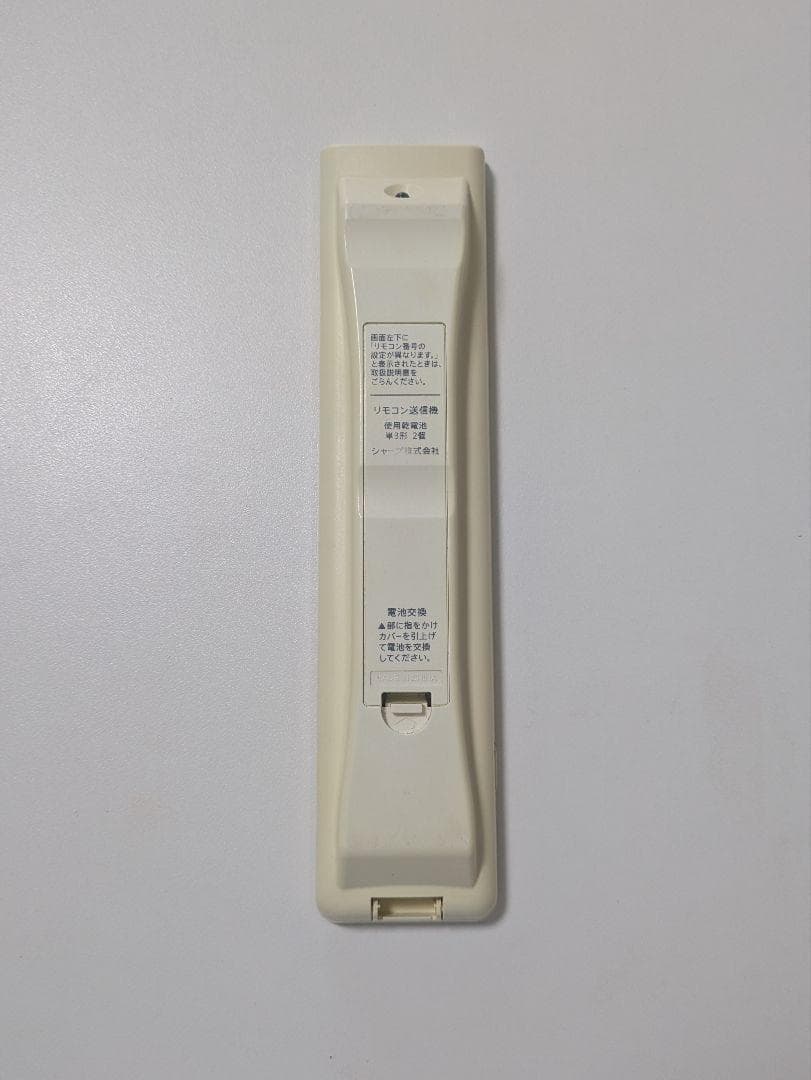 画面左下に
「リモコン番号の
設定が異なります。」
と表示されたときは、
取扱説明書を
ごらんください。
リモコン送信機
使用乾電池
単3形 2個
シャープ株式会社
電池交換
▲部に指をかけ
カバーを引上げ
て電池を交換
してください。